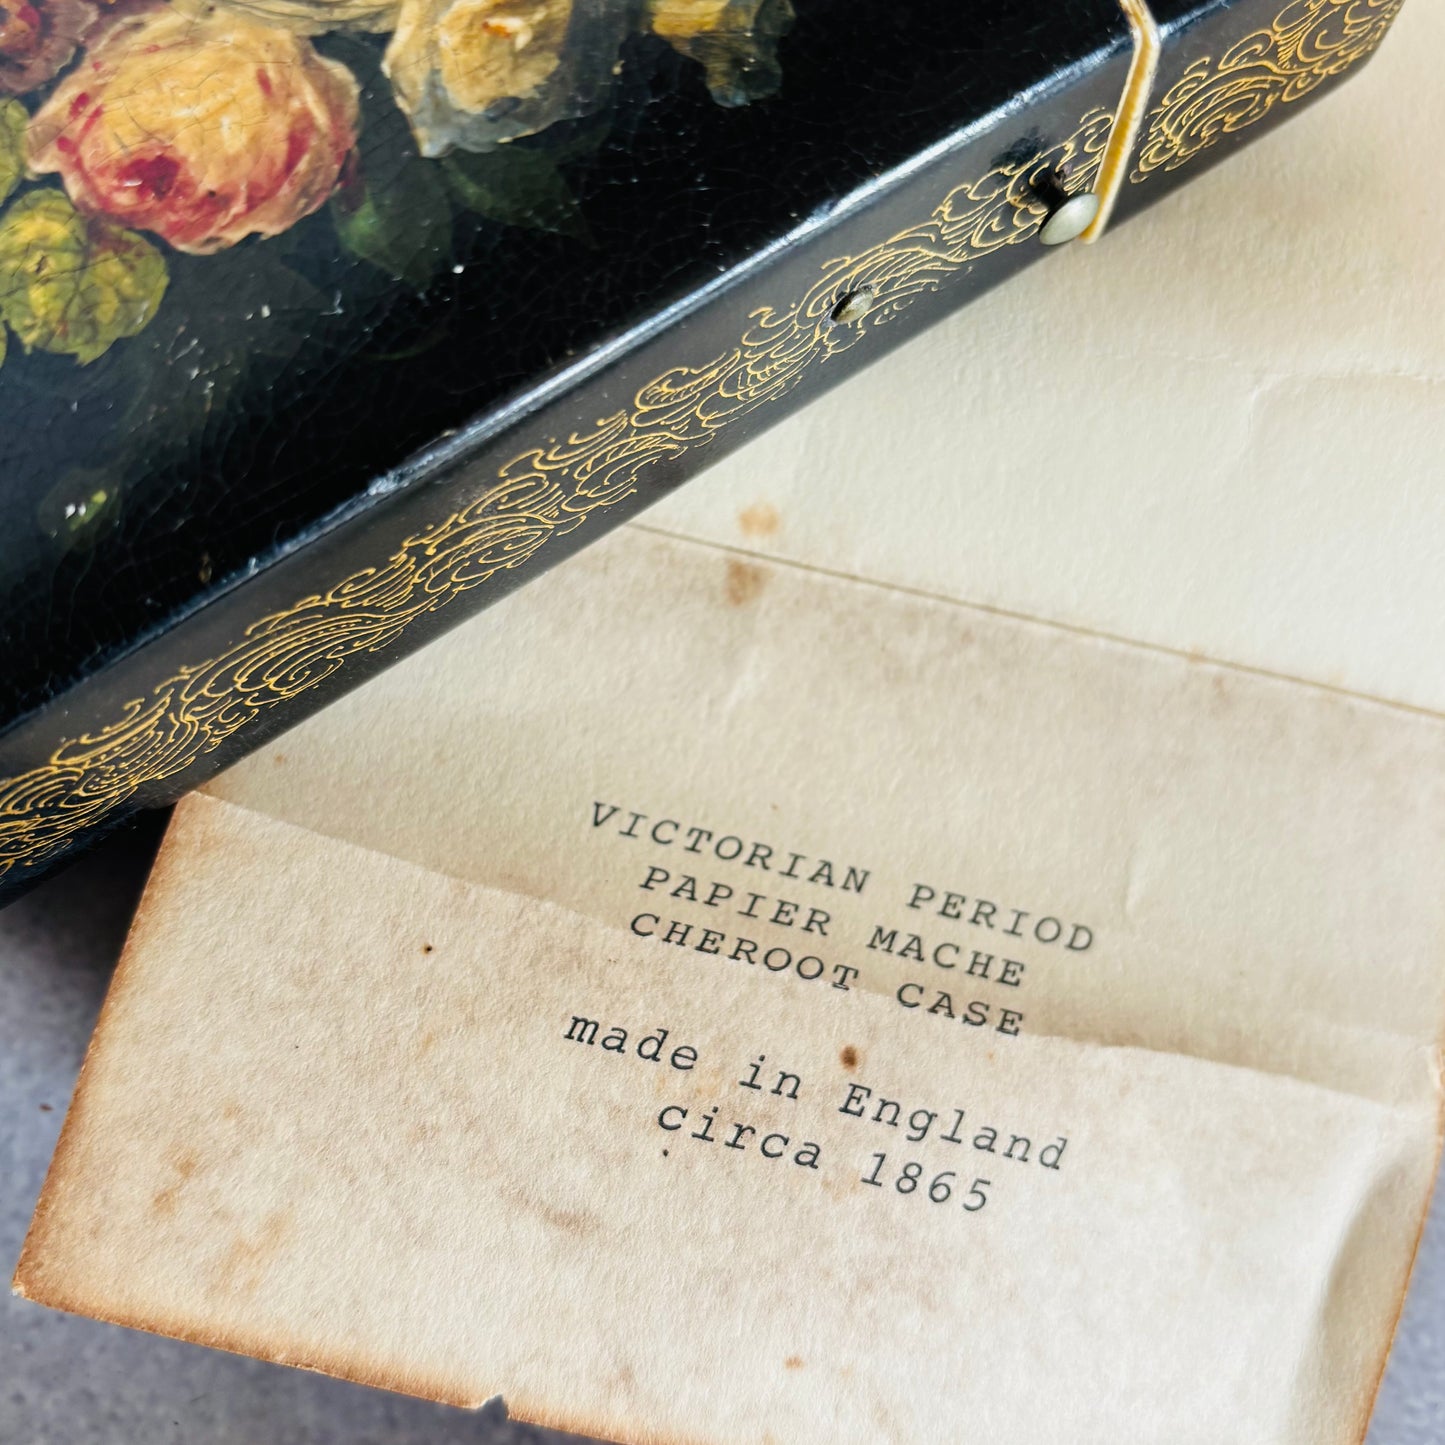 VICTORIAN PERIOD
PAPIER MACHE
CHEROOT CASE
made in England
circa 1865